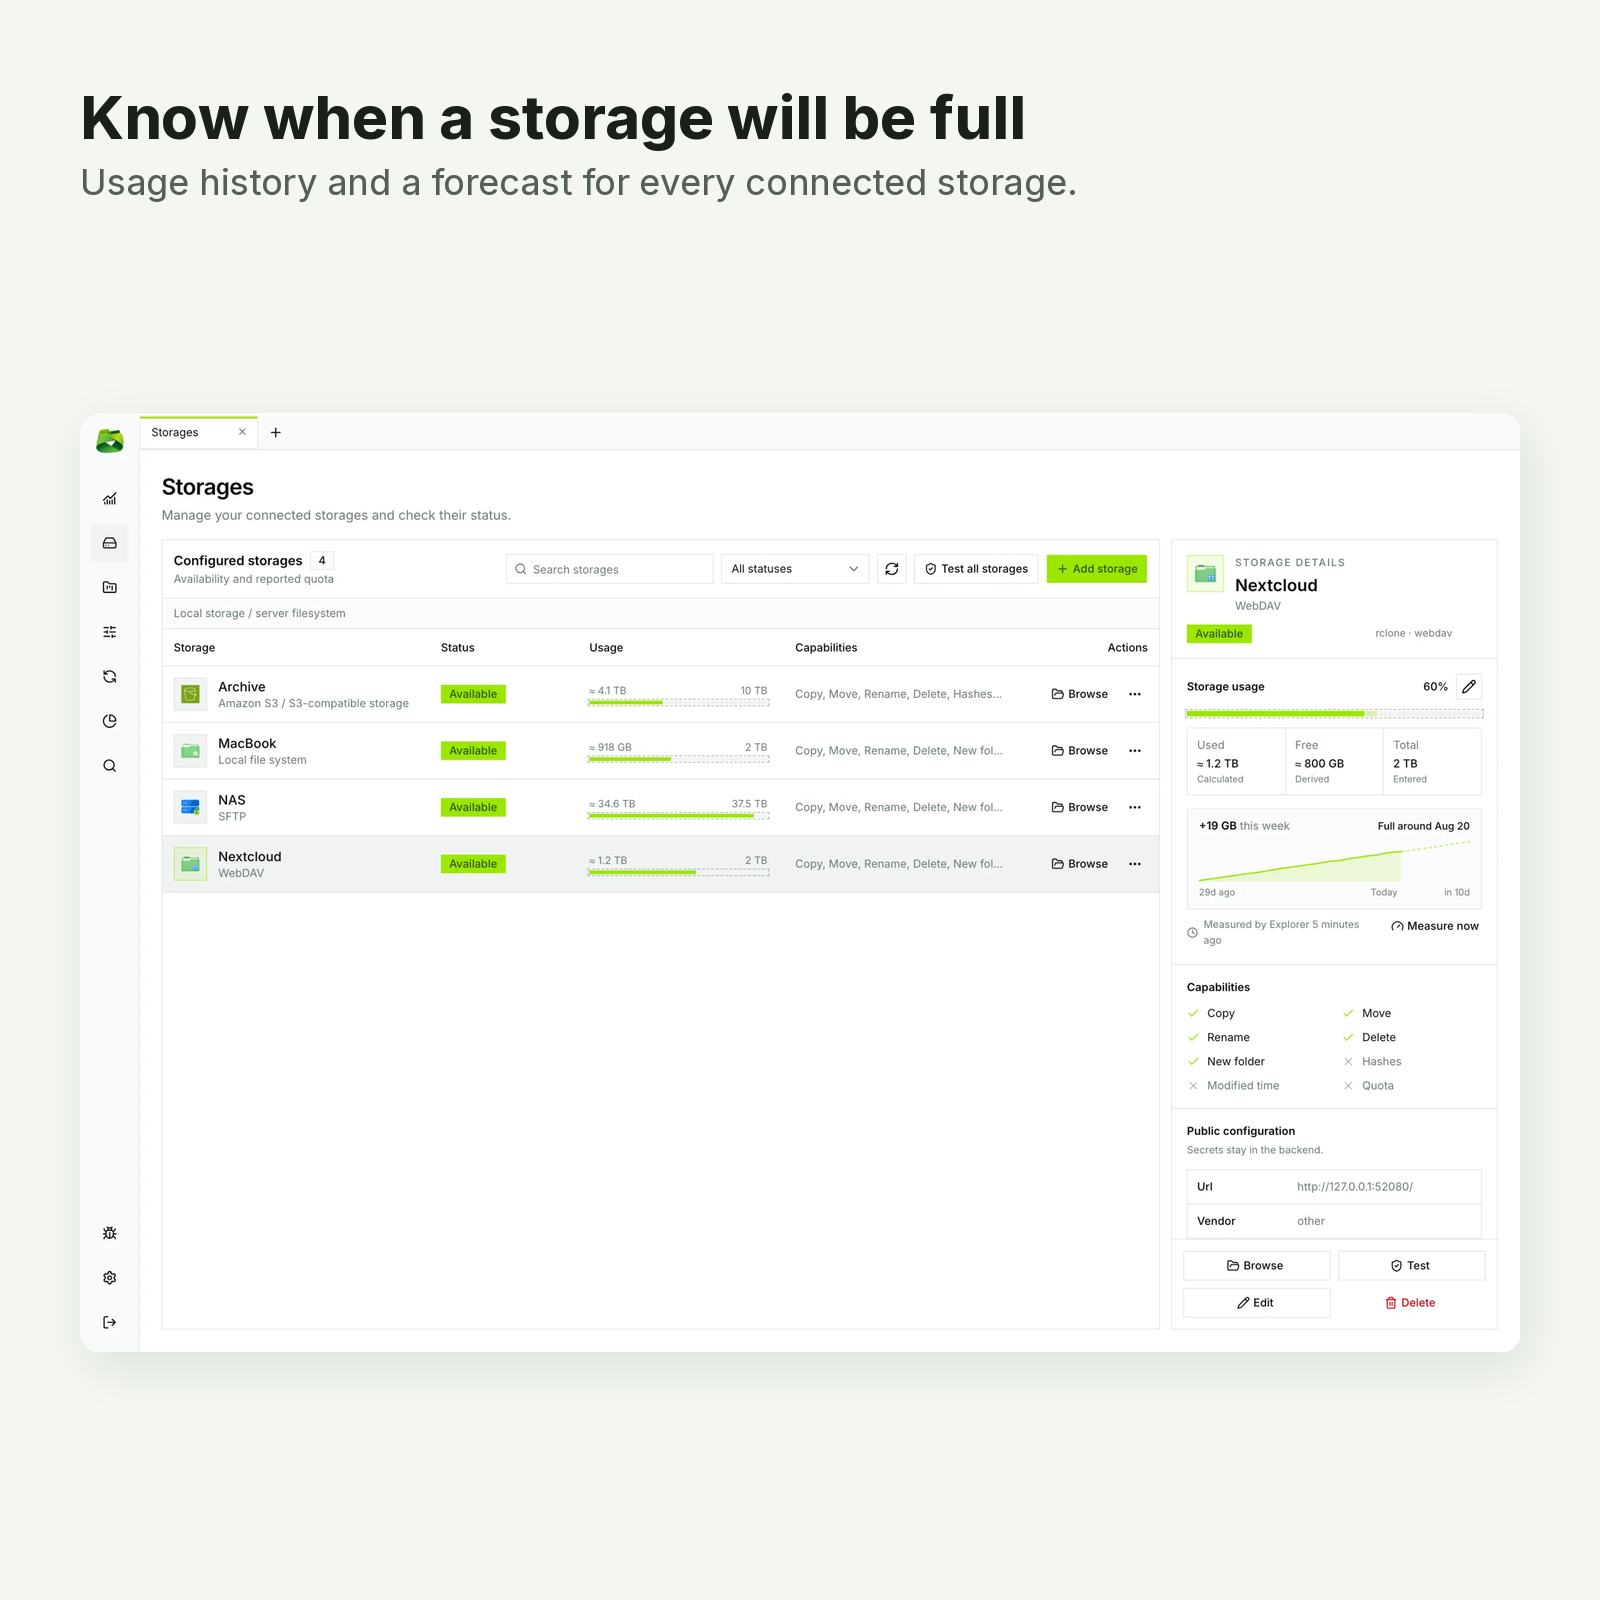 Know when a storage will be full
Usage history and a forecast for every connected storage.
Storages
Storages
Manage your connected storages and check their status.
Configured storages 4
Availability and reported quota
Search storages
All statuses
Test all storages
Add storage
Local storage / server filesystem
Storage Status Usage Capabilities Actions
Archive
Amazon S3 / S3-compatible storage
Available
≈ 4.1 TB 10 TB
Copy, Move, Rename, Delete, Hashes...
Browse
MacBook
Local file system
Available
≈ 918 GB 2 TB
Copy, Move, Rename, Delete, New fol...
Browse
NAS
SFTP
Available
≈ 34.6 TB 37.5 TB
Copy, Move, Rename, Delete, New fol...
Browse
Nextcloud
WebDAV
Available
≈ 1.2 TB 2 TB
Copy, Move, Rename, Delete, New fol...
Browse
STORAGE DETAILS
Nextcloud
WebDAV
Available rclone · webdav
Storage usage 60%
Used Free Total
≈ 1.2 TB ≈ 800 GB 2 TB
Calculated Derived Entered
+19 GB this week Full around Aug 20
29d ago Today in 10d
Measured by Explorer 5 minutes
ago
Measure now
Capabilities
Copy Move
Rename Delete
New folder Hashes
Modified time Quota
Public configuration
Secrets stay in the backend.
Url http://127.0.0.1:52080/
Vendor other
Browse Test
Edit Delete